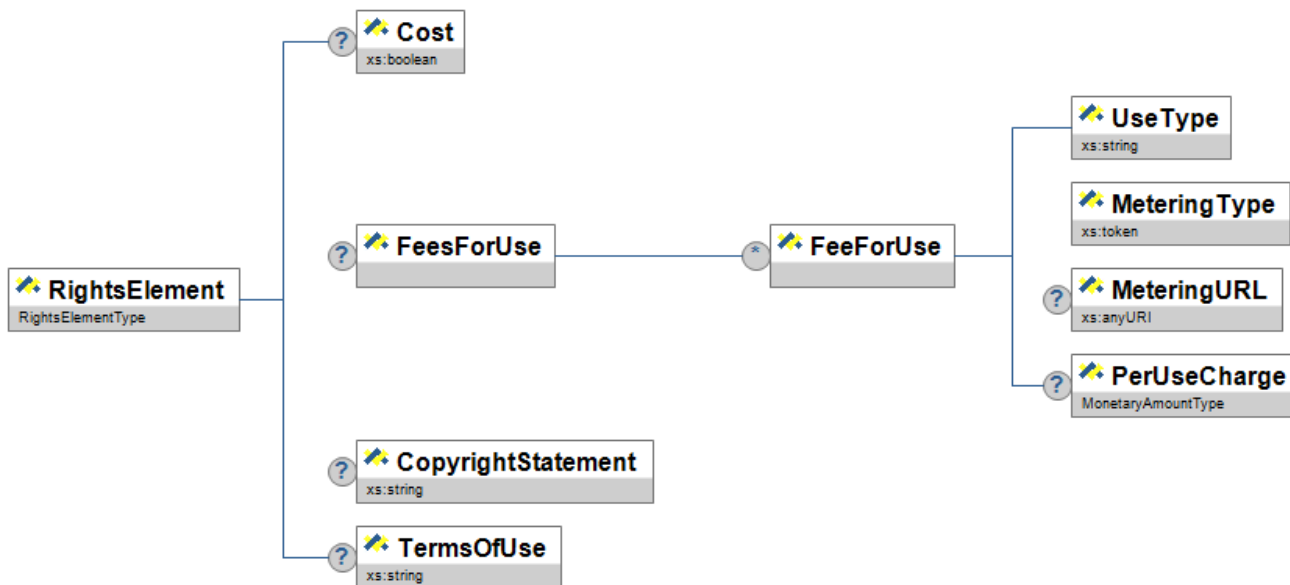 ?
Cost
xs:boolean
UseType
xs:string
MeteringType
xs:token
?
FeesForUse
*
FeeForUse
RightsElement
RightsElementType
?
MeteringURL
xs:anyURI
?
PerUseCharge
MonetaryAmountType
?
CopyrightStatement
xs:string
?
TermsOfUse
xs:string